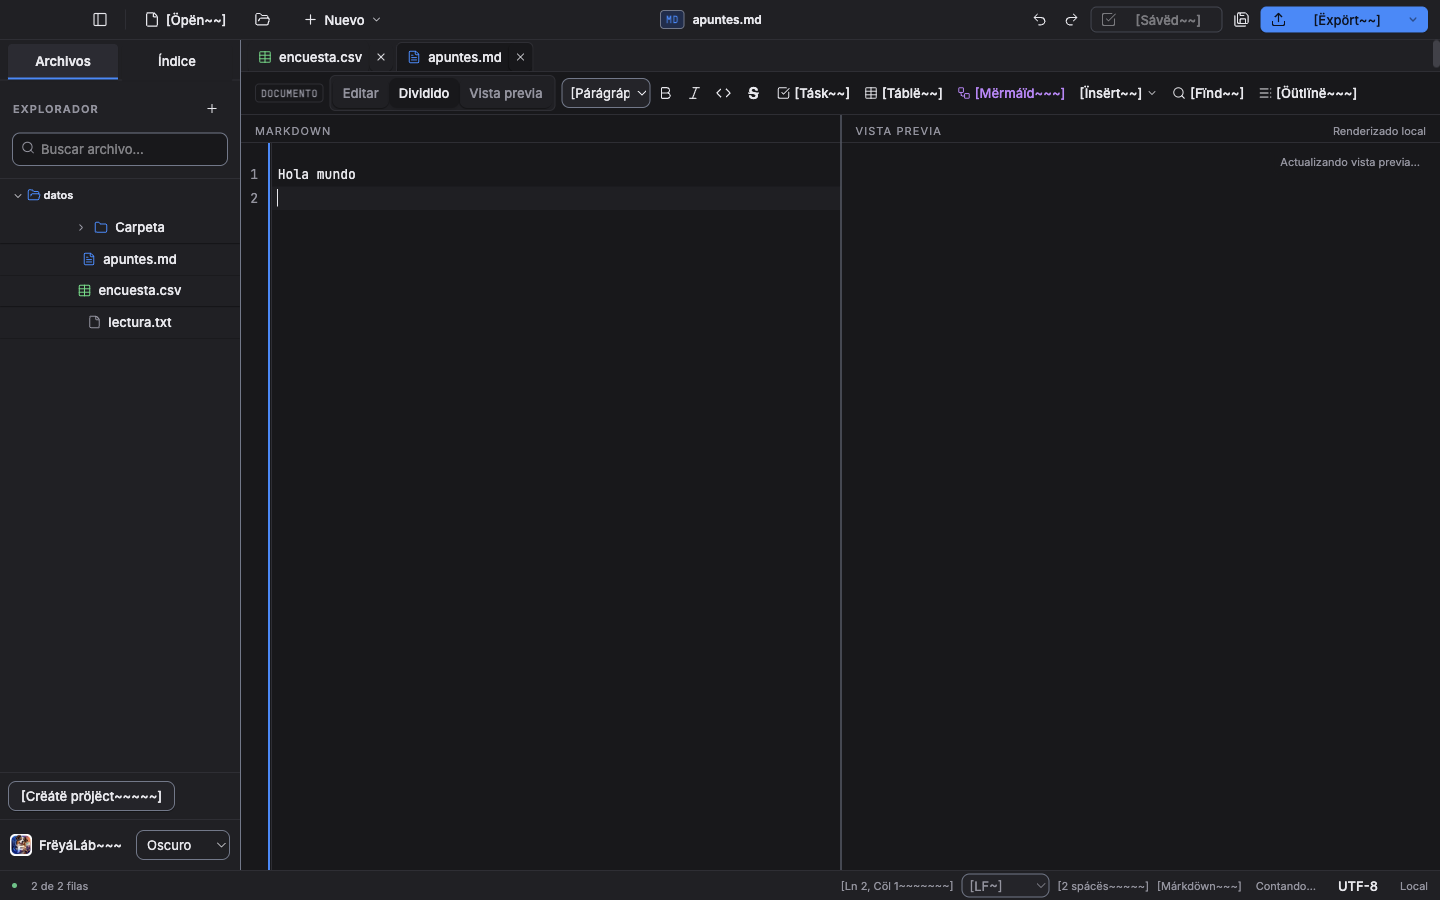 [Öpën~~]
Nuevo
MD apuntes.md
[Sávëd~~]
[Ëxpört~~]
Archivos
Índice
encuesta.csv
apuntes.md
EXPLORADOR
DOCUMENTO
Editar
Dividido
Vista previa
[Párágráp
B
I
S
[Tásk~~]
[Táblë~~]
[Mërmáïd~~~]
[Ïnsërt~~]
[Fïnd~~]
[Öütlïnë~~~]
Buscar archivo...
MARKDOWN
VISTA PREVIA
Renderizado local
Actualizando vista previa...
1 Hola mundo
2
datos
Carpeta
apuntes.md
encuesta.csv
lectura.txt
[Crëátë pröjëct~~~~~]
FrëyáLáb~~~
Oscuro
2 de 2 filas
[Ln 2, Cöl 1~~~~~~~]
[LF~]
[2 spácës~~~~~]
[Márkdöwn~~~]
Contando...
UTF-8
Local